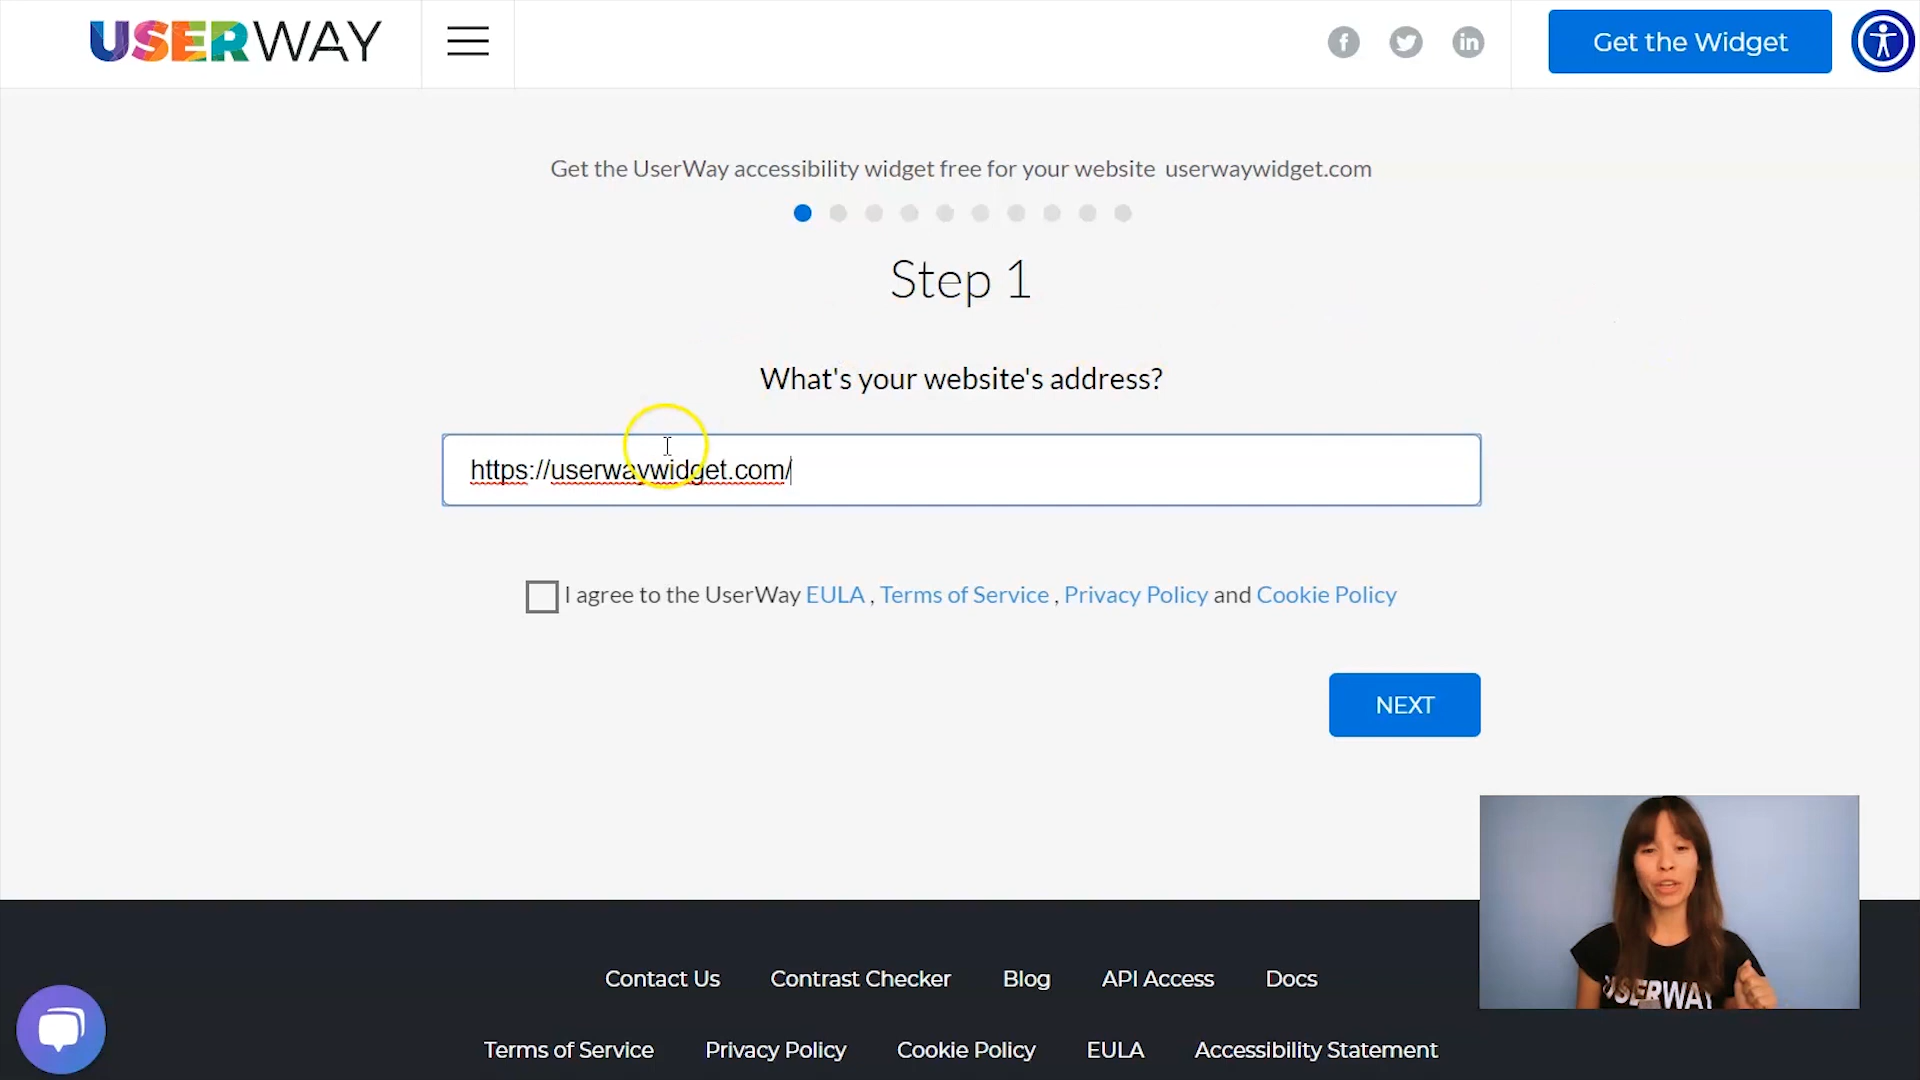 USERWAY
Get the Widget
Get the UserWay accessibility widget free for your website userwaywidget.com
Step 1
What's your website's address?
https://userwaywidget.com/
I agree to the UserWay EULA , Terms of Service , Privacy Policy and Cookie Policy
NEXT
USERWAY
Contact Us Contrast Checker Blog API Access Docs
Terms of Service Privacy Policy Cookie Policy EULA Accessibility Statement